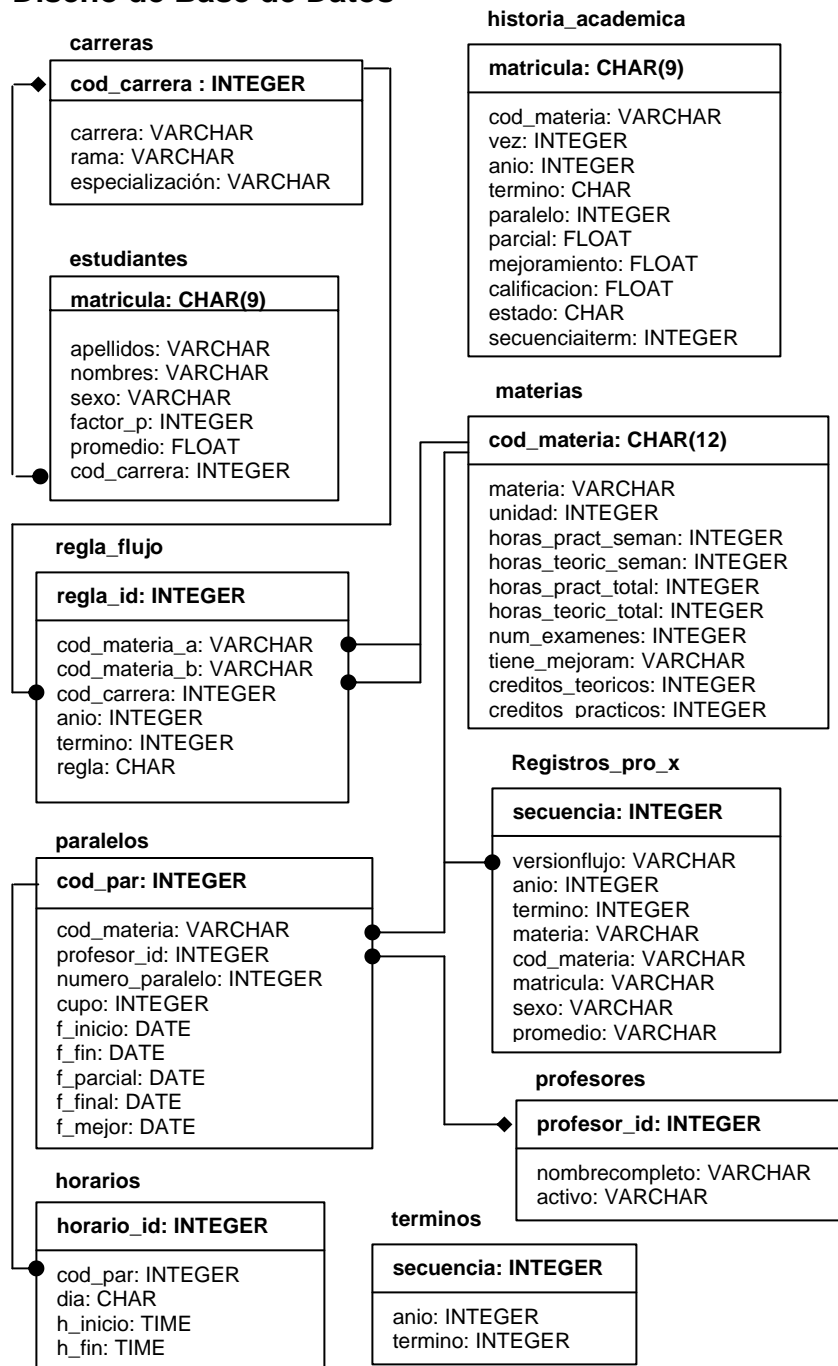 Diseño de Base de Datos
carreras
cod_carrera : INTEGER
carrera: VARCHAR
rama: VARCHAR
especialización: VARCHAR
estudiantes
matricula: CHAR(9)
apellidos: VARCHAR
nombres: VARCHAR
sexo: VARCHAR
factor_p: INTEGER
promedio: FLOAT
cod_carrera: INTEGER
regla_flujo
regla_id: INTEGER
cod_materia_a: VARCHAR
cod_materia_b: VARCHAR
cod_carrera: INTEGER
anio: INTEGER
termino: INTEGER
regla: CHAR
paralelos
cod_par: INTEGER
cod_materia: VARCHAR
profesor_id: INTEGER
numero_paralelo: INTEGER
cupo: INTEGER
f_inicio: DATE
f_fin: DATE
f_parcial: DATE
f_final: DATE
f_mejor: DATE
horarios
horario_id: INTEGER
cod_par: INTEGER
dia: CHAR
h_inicio: TIME
h_fin: TIME
historia_academica
matricula: CHAR(9)
cod_materia: VARCHAR
vez: INTEGER
anio: INTEGER
termino: CHAR
paralelo: INTEGER
parcial: FLOAT
mejoramiento: FLOAT
calificacion: FLOAT
estado: CHAR
secuenciaiterm: INTEGER
materias
cod_materia: CHAR(12)
materia: VARCHAR
unidad: INTEGER
horas_pract_seman: INTEGER
horas_teoric_seman: INTEGER
horas_pract_total: INTEGER
horas_teoric_total: INTEGER
num_examenes: INTEGER
tiene_mejoram: VARCHAR
creditos_teoricos: INTEGER
creditos_practicos: INTEGER
Registros_pro_x
secuencia: INTEGER
versionflujo: VARCHAR
anio: INTEGER
termino: INTEGER
materia: VARCHAR
cod_materia: VARCHAR
matricula: VARCHAR
sexo: VARCHAR
promedio: VARCHAR
profesores
profesor_id: INTEGER
nombrecompleto: VARCHAR
activo: VARCHAR
terminos
secuencia: INTEGER
anio: INTEGER
termino: INTEGER